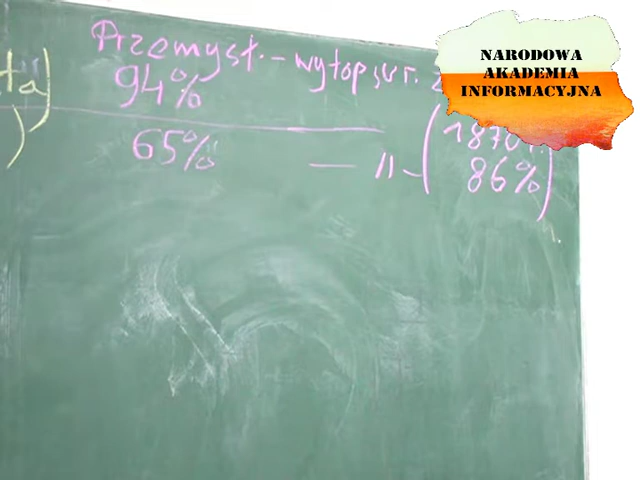 Przemysł. - wytop sur. ż
94%
ta)
65%
)
— 11 - (1870 r.
86%)
NARODOWA
AKADEMIA
INFORMACYJNA